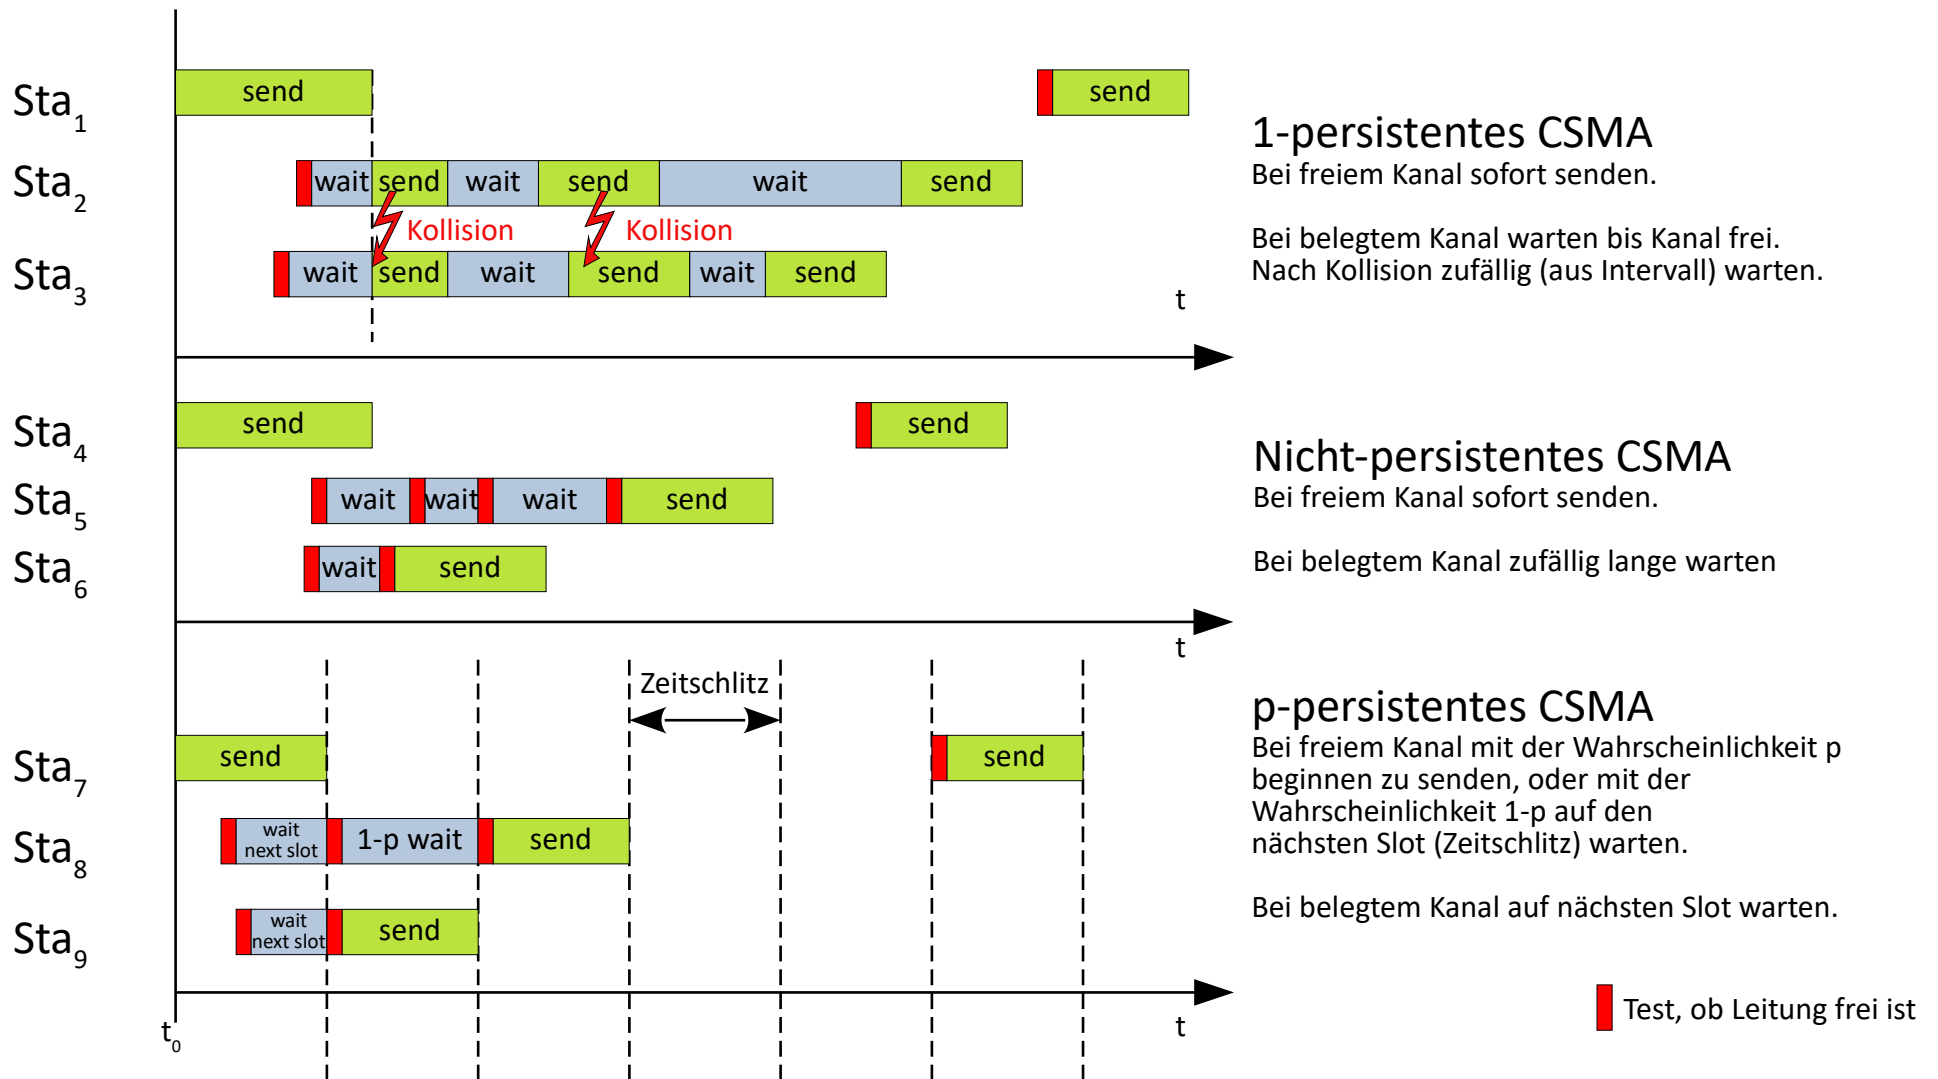 Sta1
send
send
Sta2
wait
send
wait
send
wait
send
Kollision
Kollision
Sta3
wait
send
wait
send
wait
send
t
1-persistentes CSMA
Bei freiem Kanal sofort senden.
Bei belegtem Kanal warten bis Kanal frei.
Nach Kollision zufällig (aus Intervall) warten.
Sta4
send
send
Sta5
wait
wait
wait
send
Sta6
wait
send
t
Nicht-persistentes CSMA
Bei freiem Kanal sofort senden.
Bei belegtem Kanal zufällig lange warten
Zeitschlitz
Sta7
send
send
Sta8
wait
next slot
1-p wait
send
Sta9
wait
next slot
send
t0
t
p-persistentes CSMA
Bei freiem Kanal mit der Wahrscheinlichkeit p
beginnen zu senden, oder mit der
Wahrscheinlichkeit 1-p auf den
nächsten Slot (Zeitschlitz) warten.
Bei belegtem Kanal auf nächsten Slot warten.
Test, ob Leitung frei ist